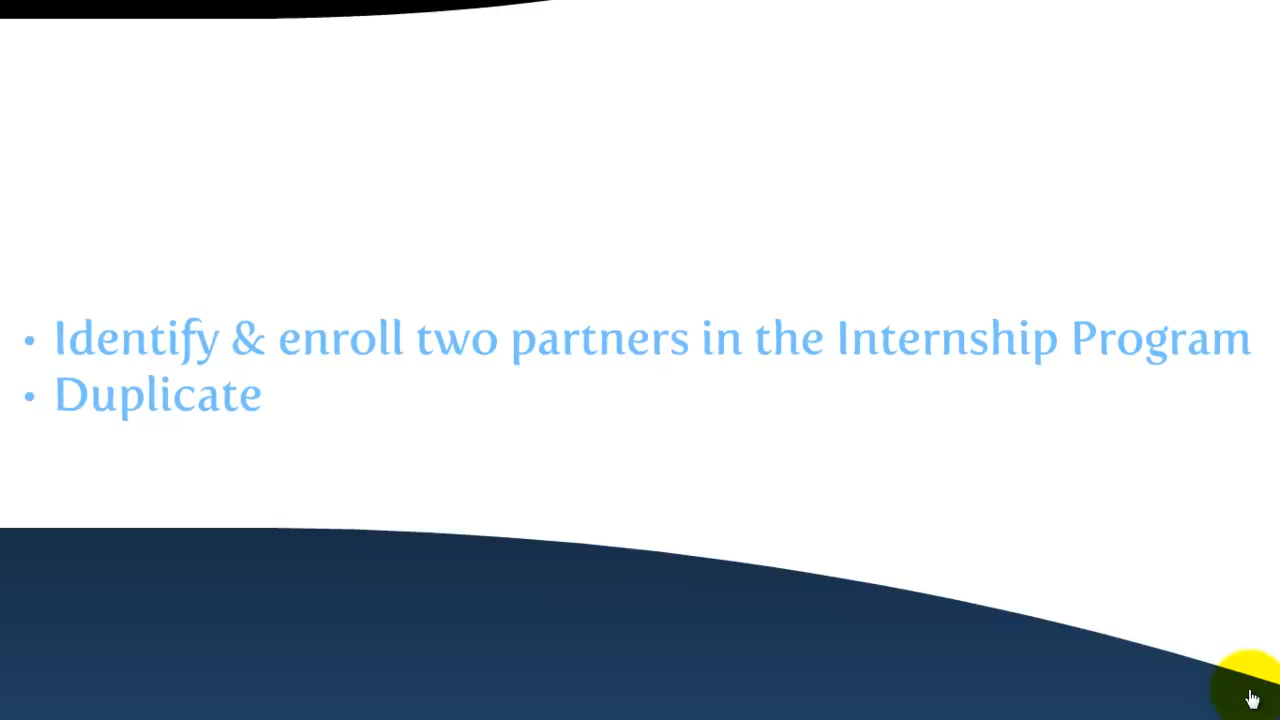 • Identify & enroll two partners in the Internship Program
• Duplicate